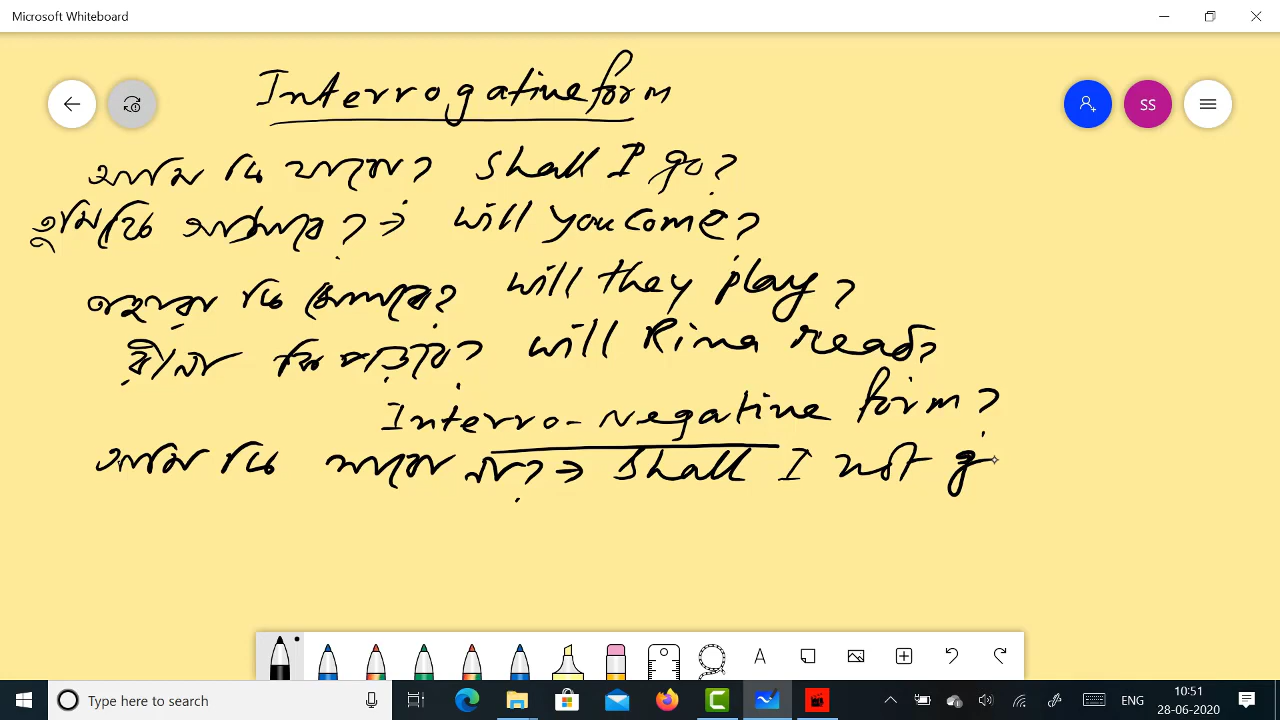 Microsoft Whiteboard
Interrogative form
SS
আমি কি যাবো? Shall I go?
তুমি কি আসবে? → will you come?
কি খেলবে? will they play?
রীনা কি পড়িবে? will Rina read?
Interro-Negative form?
আমি কি যাবো না? ⇒ Shall I not g
Type here to search
ENG
10:51
28-06-2020